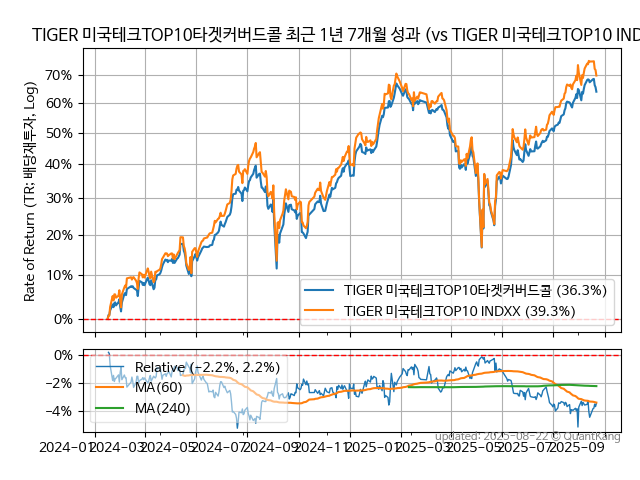 TIGER 미국테크TOP10타겟커버드콜 최근 1년 7개월 성과 (vs TIGER 미국테크TOP10 IND
Rate of Return (TR: 배당재투자, Log)
70%
60%
50%
40%
30%
20%
10%
0%
TIGER 미국테크TOP10타겟커버드콜 (36.3%)
TIGER 미국테크TOP10 INDXX (39.3%)
0%
−2%
−4%
Relative (−2.2%, 2.2%)
MA(60)
MA(240)
updated: 2025-08-22 © QuantKang
2024-01 2024-03 2024-05 2024-07 2024-09 2024-11 2025-01 2025-03 2025-05 2025-07 2025-09